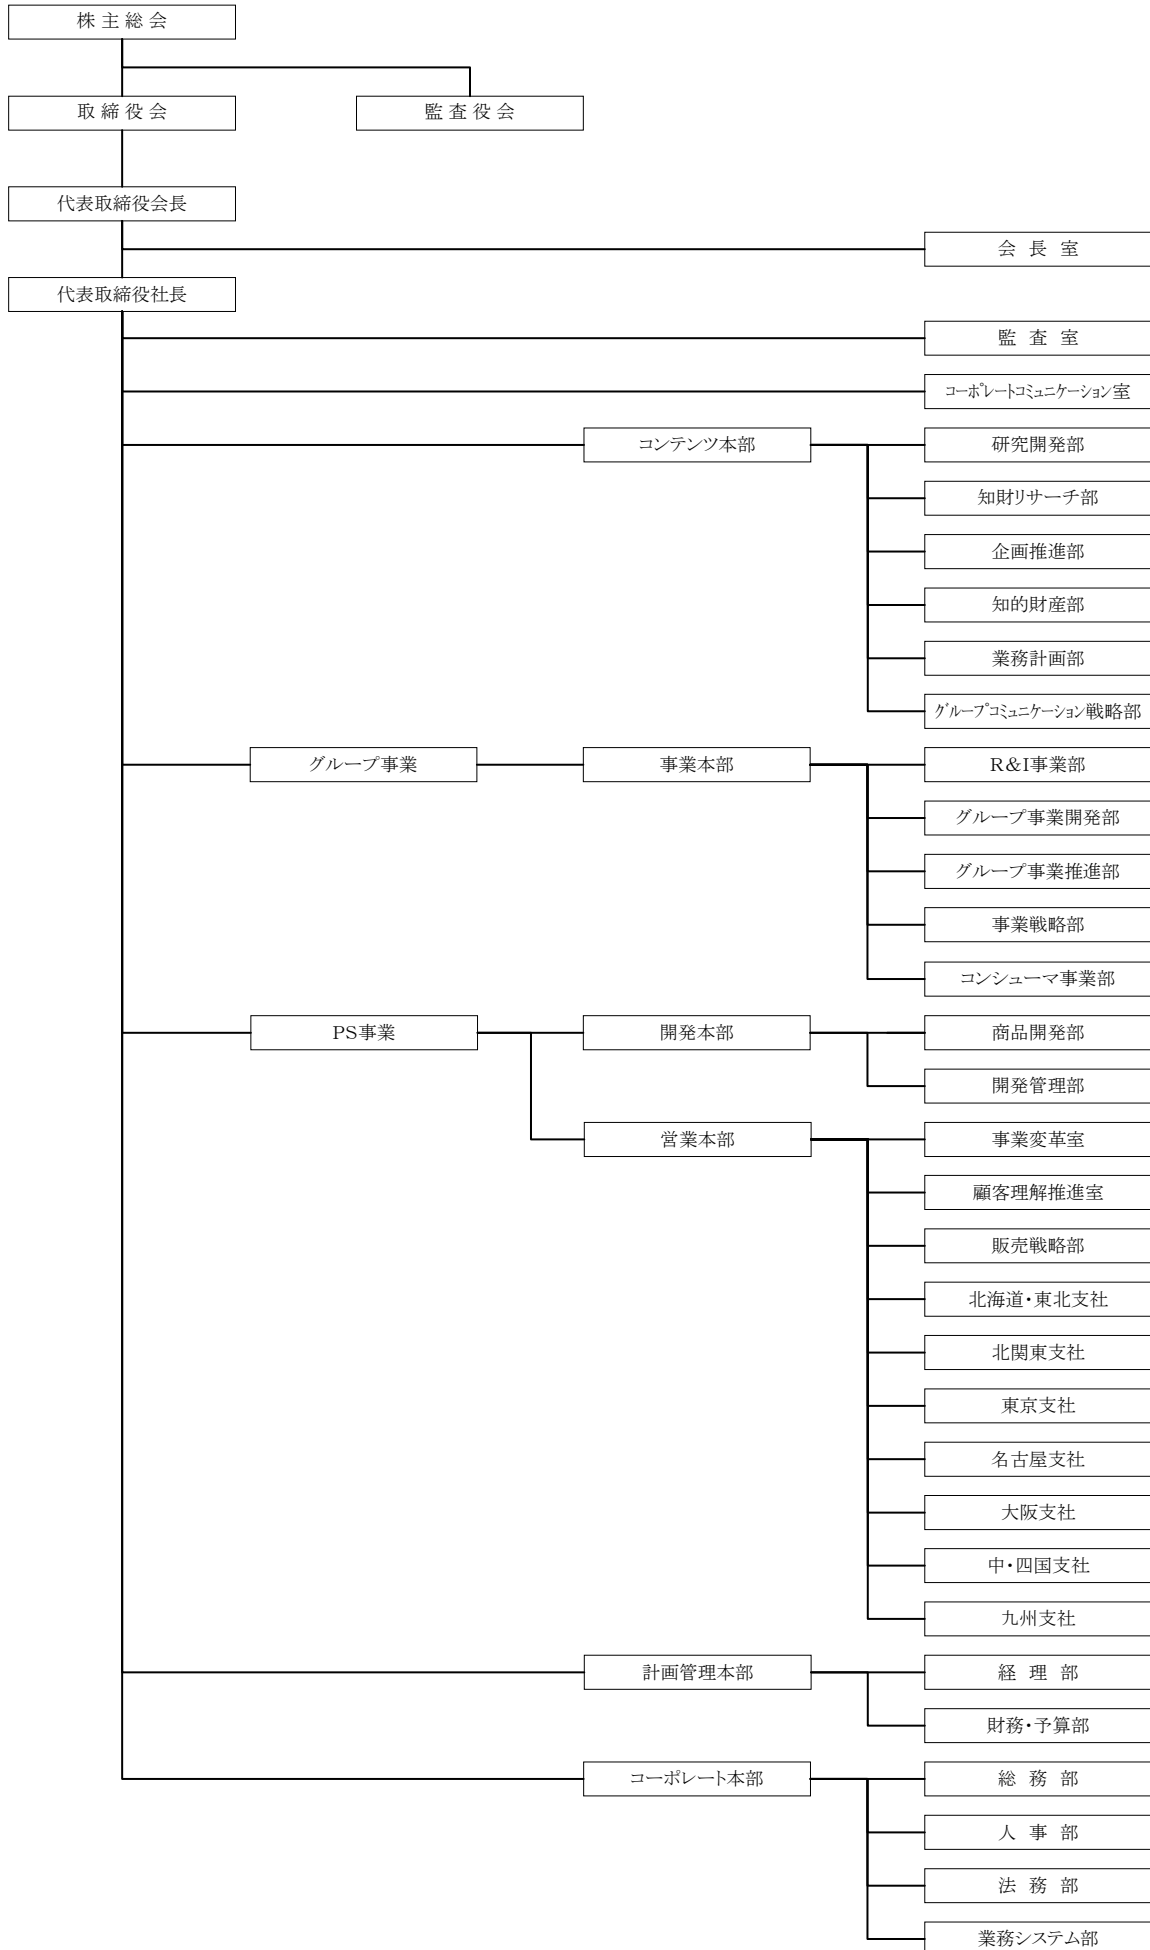 株 主 総 会
取 締 役 会
監 査 役 会
代表取締役会長
会 長 室
代表取締役社長
監 査 室
コーポレートコミュニケーション室
コンテンツ本部
研究開発部
知財リサーチ部
企画推進部
知的財産部
業務計画部
グループコミュニケーション戦略部
グループ事業
事業本部
R&I事業部
グループ事業開発部
グループ事業推進部
事業戦略部
コンシューマ事業部
PS事業
開発本部
商品開発部
開発管理部
営業本部
事業変革室
顧客理解推進室
販売戦略部
北海道・東北支社
北関東支社
東京支社
名古屋支社
大阪支社
中・四国支社
九州支社
計画管理本部
経 理 部
財務・予算部
コーポレート本部
総 務 部
人 事 部
法 務 部
業務システム部